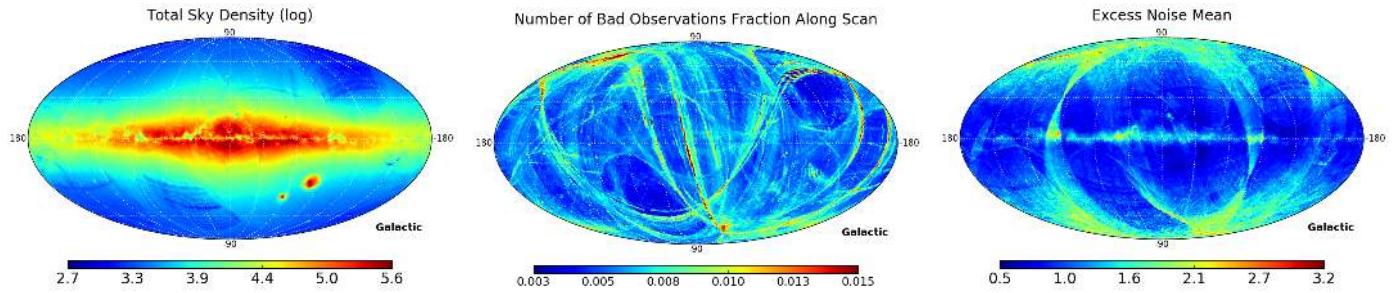 Total Sky Density (log)
90
180
-180
90
Galactic
2.7 3.3 3.9 4.4 5.0 5.6
Number of Bad Observations Fraction Along Scan
90
180
-180
90
Galactic
0.003 0.005 0.008 0.010 0.013 0.015
Excess Noise Mean
90
180
-180
90
Galactic
0.5 1.0 1.6 2.1 2.7 3.2